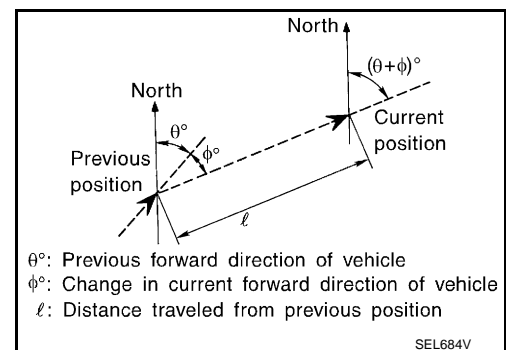 North
(θ+ϕ)°
North
θ°
ϕ°
Current
position
Previous
position
ℓ
θ°: Previous forward direction of vehicle
ϕ°: Change in current forward direction of vehicle
ℓ: Distance traveled from previous position
SEL684V